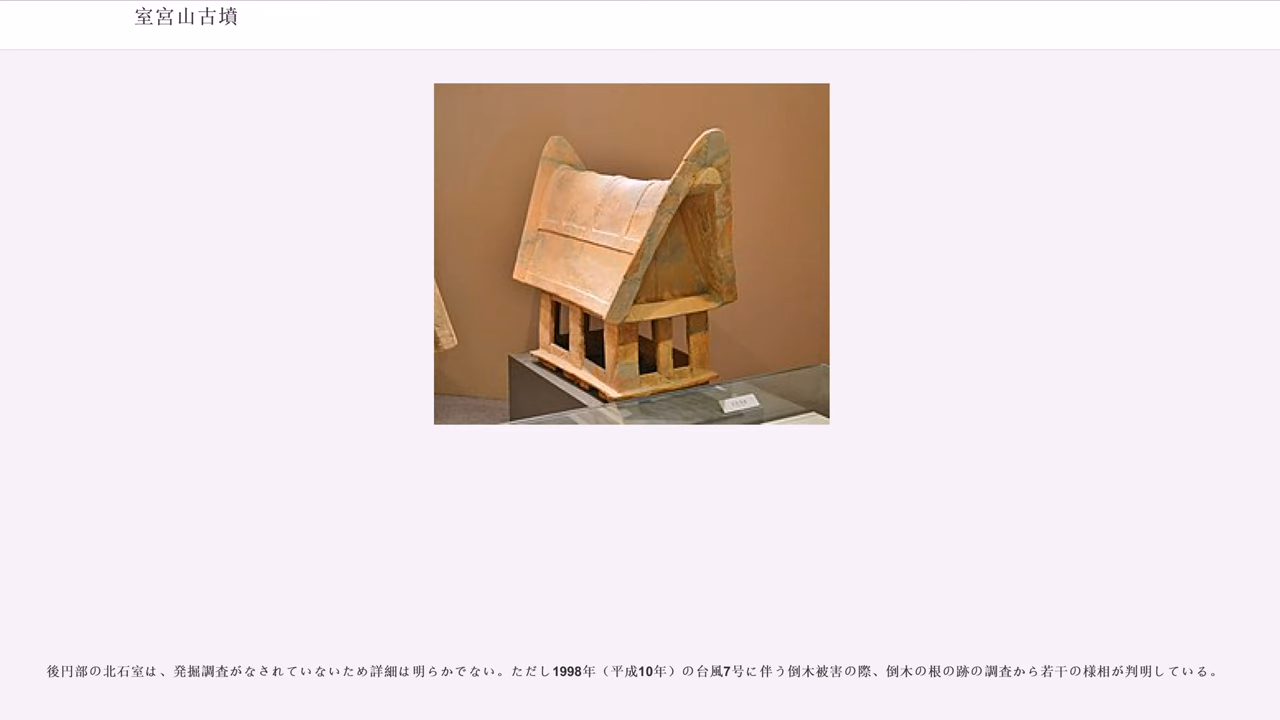 室宮山古墳
後円部の北石室は、発掘調査がなされていないため詳細は明らかでない。ただし1998年（平成10年）の台風7号に伴う倒木被害の際、倒木の根の跡の調査から若干の様相が判明している。